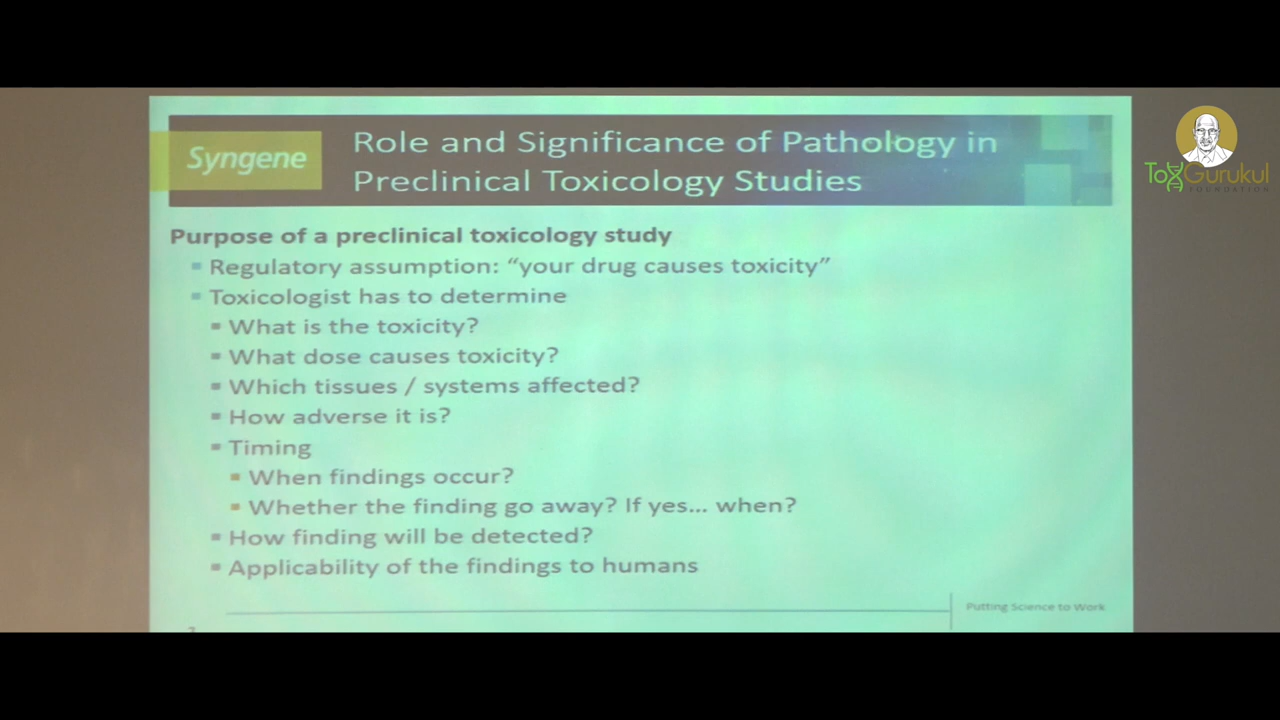 Syngene
Role and Significance of Pathology in
Preclinical Toxicology Studies
ToxGurukul
FOUNDATION
Purpose of a preclinical toxicology study
Regulatory assumption: “your drug causes toxicity”
Toxicologist has to determine
What is the toxicity?
What dose causes toxicity?
Which tissues / systems affected?
How adverse it is?
Timing
When findings occur?
Whether the finding go away? If yes... when?
How finding will be detected?
Applicability of the findings to humans
Putting Science to Work